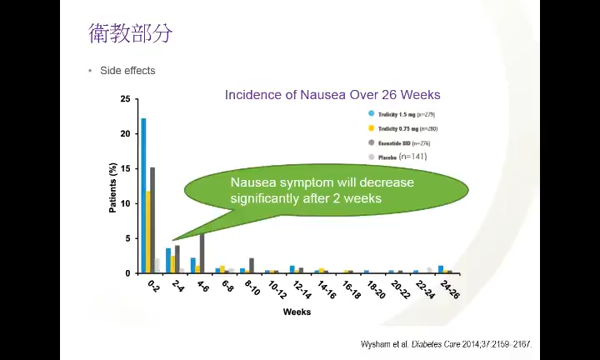 衛教部分
• Side effects
Incidence of Nausea Over 26 Weeks
Trulicity 1.5 mg (n=279)
Trulicity 0.75 mg (n=280)
Exenatide BID (n=276)
Placebo (n=141)
Nausea symptom will decrease
significantly after 2 weeks
Patients (%)
25
20
15
10
5
0
0-2 2-4 4-6 6-8 8-10 10-12 12-14 14-16 16-18 18-20 20-22 22-24 24-26
Weeks
Wysham et al. Diabetes Care 2014;37:2159–2167.